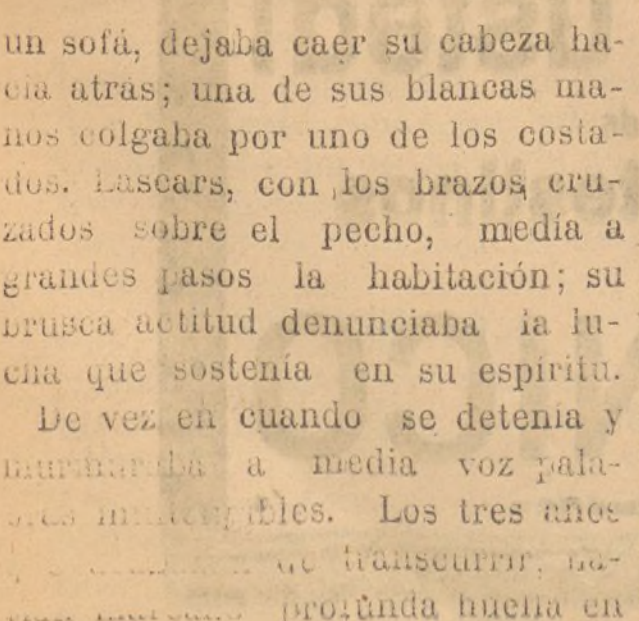 un sofá, dejaba caer su cabeza ha-
cia atrás; una de sus blancas ma-
nos colgaba por uno de los costa-
dos. Lascars, con los brazos cru-
zados sobre el pecho, medía a
grandes pasos la habitación; su
brusca actitud denunciaba la lu-
cha que sostenía en su espíritu.
De vez en cuando se detenía y
murmuraba a media voz pala-
bras ininteligibles. Los tres años
de transcurrir, ha-
profunda huella en